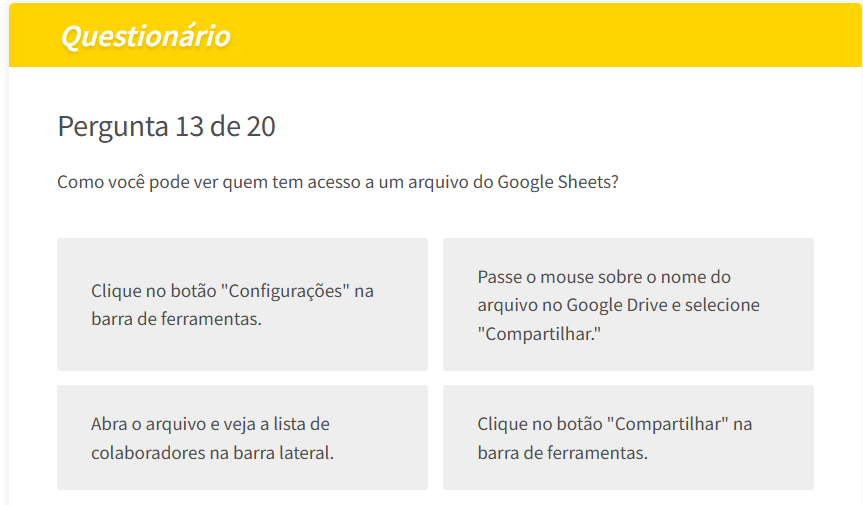 Questionário
Pergunta 13 de 20
Como você pode ver quem tem acesso a um arquivo do Google Sheets?
Clique no botão "Configurações" na
barra de ferramentas.
Passe o mouse sobre o nome do
arquivo no Google Drive e selecione
"Compartilhar."
Abra o arquivo e veja a lista de
colaboradores na barra lateral.
Clique no botão "Compartilhar" na
barra de ferramentas.